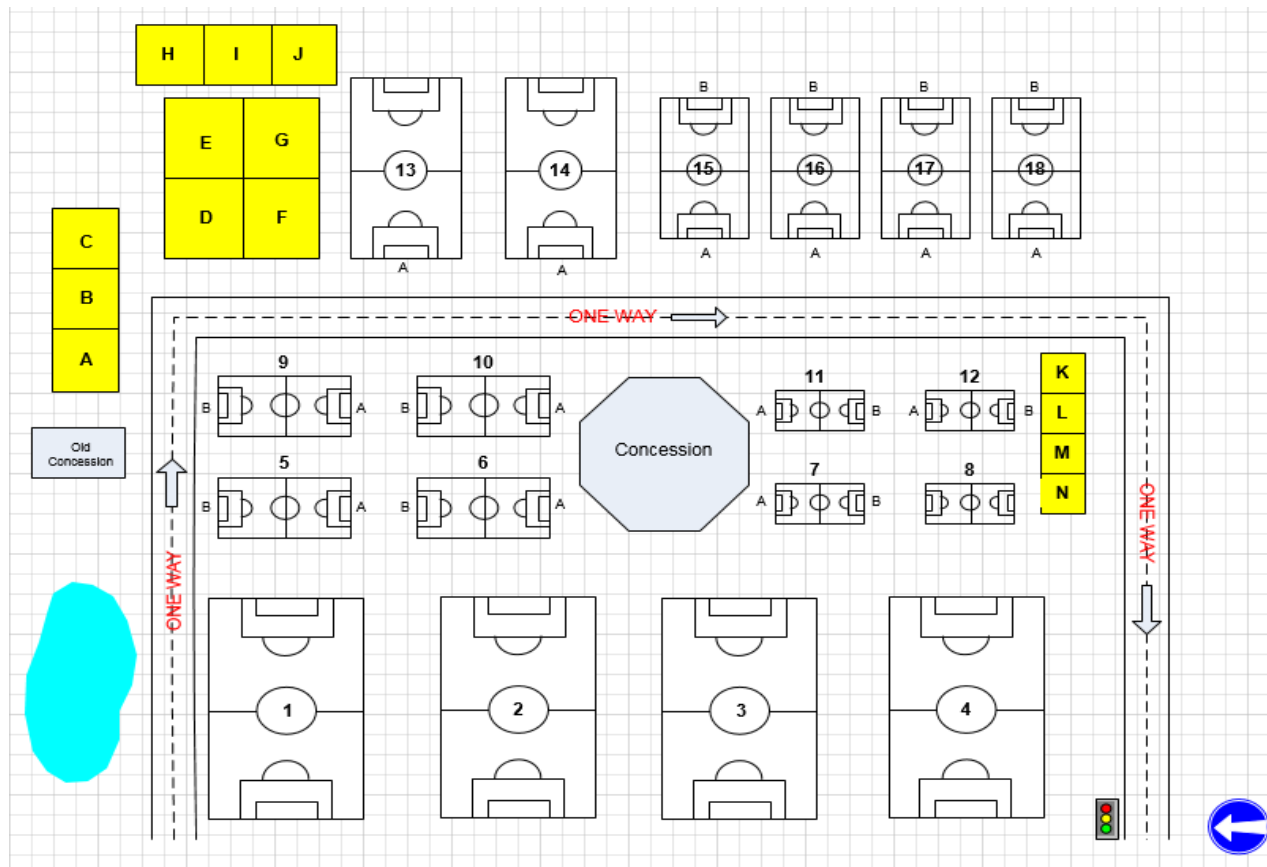 H I J
B B B B
E G
13 14 15 16 17 18
D F
C
A A A A A A
B
ONE WAY
A
9 10 11 12 K
B A B A A B A B L
Concession
Old
Concession
M
5 6 7 8 N
B A B A A B
ONE WAY
ONE WAY
1 2 3 4